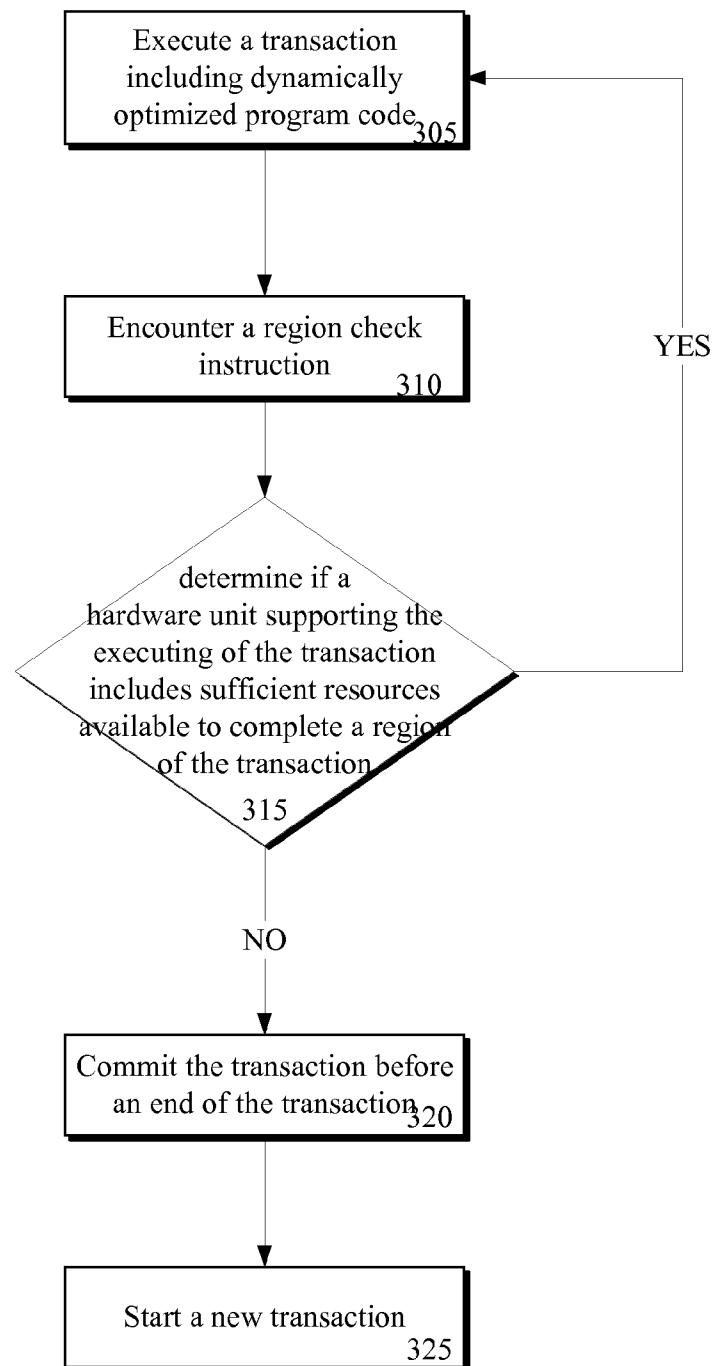 Execute a transaction
including dynamically
optimized program code
305
Encounter a region check
instruction
310
YES
determine if a
hardware unit supporting the
executing of the transaction
includes sufficient resources
available to complete a region
of the transaction
315
NO
Commit the transaction before
an end of the transaction
320
Start a new transaction
325